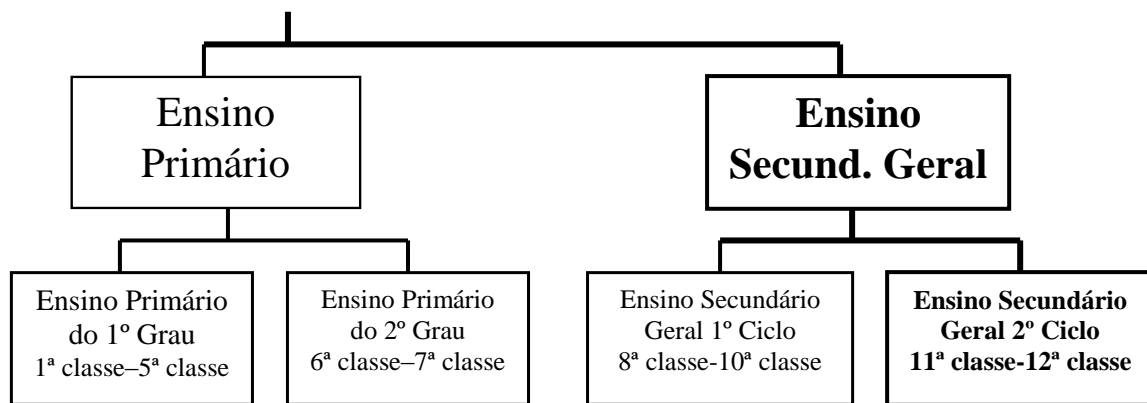 Ensino
Primário
Ensino
Secund. Geral
Ensino Primário
do 1º Grau
1ª classe–5ª classe
Ensino Primário
do 2º Grau
6ª classe–7ª classe
Ensino Secundário
Geral 1º Ciclo
8ª classe-10ª classe
Ensino Secundário
Geral 2º Ciclo
11ª classe-12ª classe